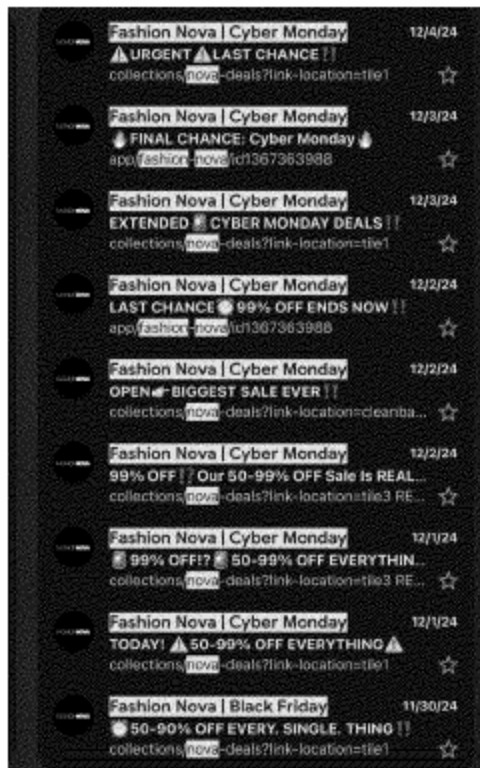 Fashion Nova | Cyber Monday 12/4/24
⚠️URGENT⚠️LAST CHANCE‼️
collections/nova-deals?link-location=tile1
Fashion Nova | Cyber Monday 12/3/24
🔥FINAL CHANCE: Cyber Monday🔥
app/fashion-nova/id1367363988
Fashion Nova | Cyber Monday 12/3/24
EXTENDED CYBER MONDAY DEALS‼️
collections/nova-deals?link-location=tile1
Fashion Nova | Cyber Monday 12/2/24
LAST CHANCE 99% OFF ENDS NOW‼️
app/fashion-nova/id1367363988
Fashion Nova | Cyber Monday 12/2/24
OPEN BIGGEST SALE EVER‼️
collections/nova-deals?link-location=cleanba...
Fashion Nova | Cyber Monday 12/2/24
99% OFF⁉️Our 50-99% OFF Sale Is REAL...
collections/nova-deals?link-location=tile3 RE...
Fashion Nova | Cyber Monday 12/1/24
99% OFF!? 50-99% OFF EVERYTHIN...
collections/nova-deals?link-location=tile3 RE...
Fashion Nova | Cyber Monday 12/1/24
TODAY! ⚠️50-99% OFF EVERYTHING⚠️
collections/nova-deals?link-location=tile1
Fashion Nova | Black Friday 11/30/24
50-90% OFF EVERY. SINGLE. THING‼️
collections/nova-deals?link-location=tile1